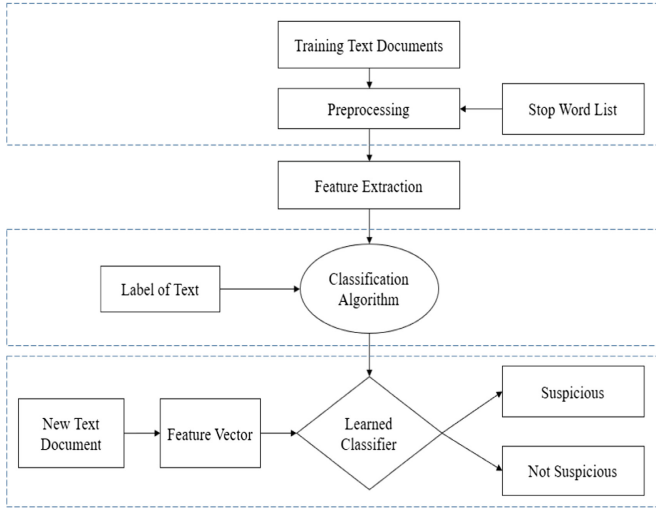 Training Text Documents
Preprocessing
Stop Word List
Feature Extraction
Label of Text
Classification
Algorithm
New Text
Document
Feature Vector
Learned
Classifier
Suspicious
Not Suspicious